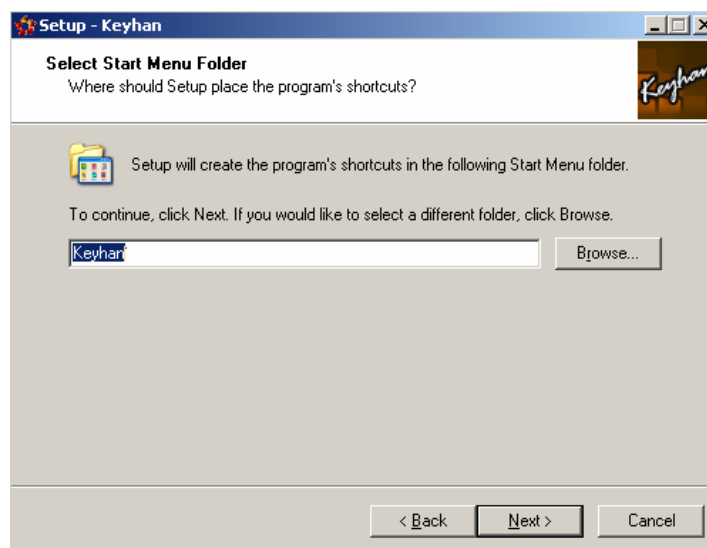 Setup - Keyhan
Select Start Menu Folder
Where should Setup place the program's shortcuts?
Keyhan
Setup will create the program's shortcuts in the following Start Menu folder.
To continue, click Next. If you would like to select a different folder, click Browse.
Keyhan
Browse...
< Back
Next >
Cancel